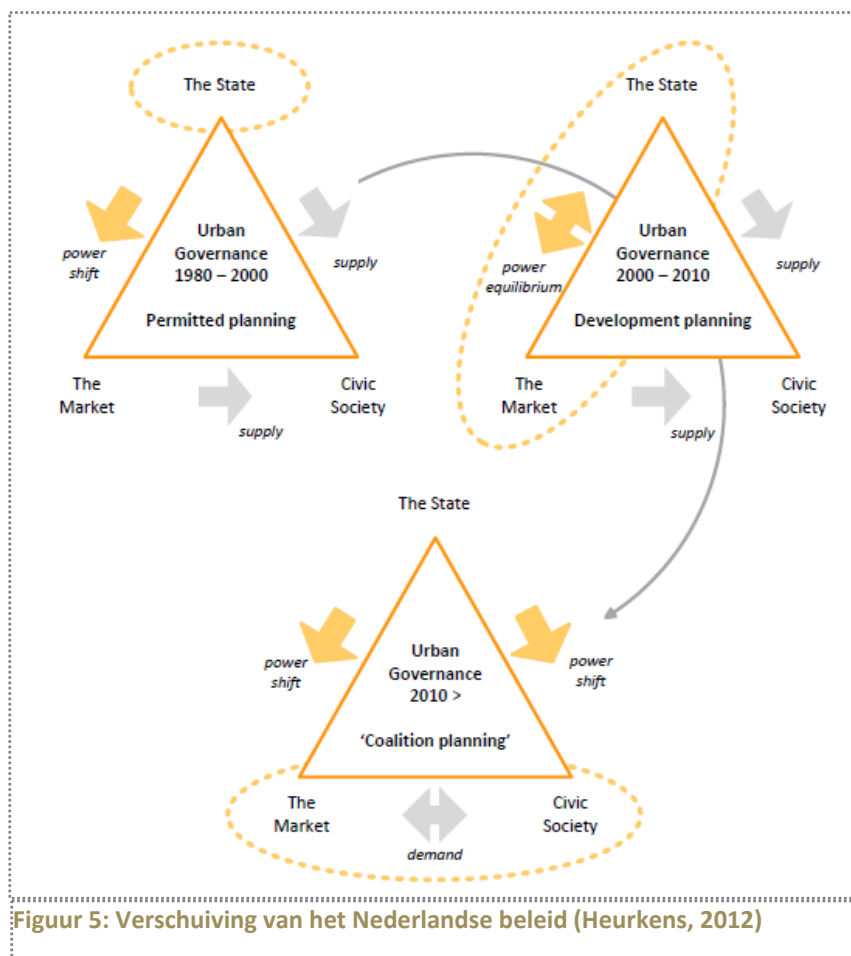 The State
power
shift
Urban
Governance
1980 – 2000
Permitted planning
supply
The
Market
supply
Civic
Society
The State
power
equilibrium
Urban
Governance
2000 – 2010
Development planning
supply
The
Market
supply
Civic
Society
The State
power
shift
Urban
Governance
2010 >
‘Coalition planning’
power
shift
The
Market
demand
Civic
Society
Figuur 5: Verschuiving van het Nederlandse beleid (Heurkens, 2012)